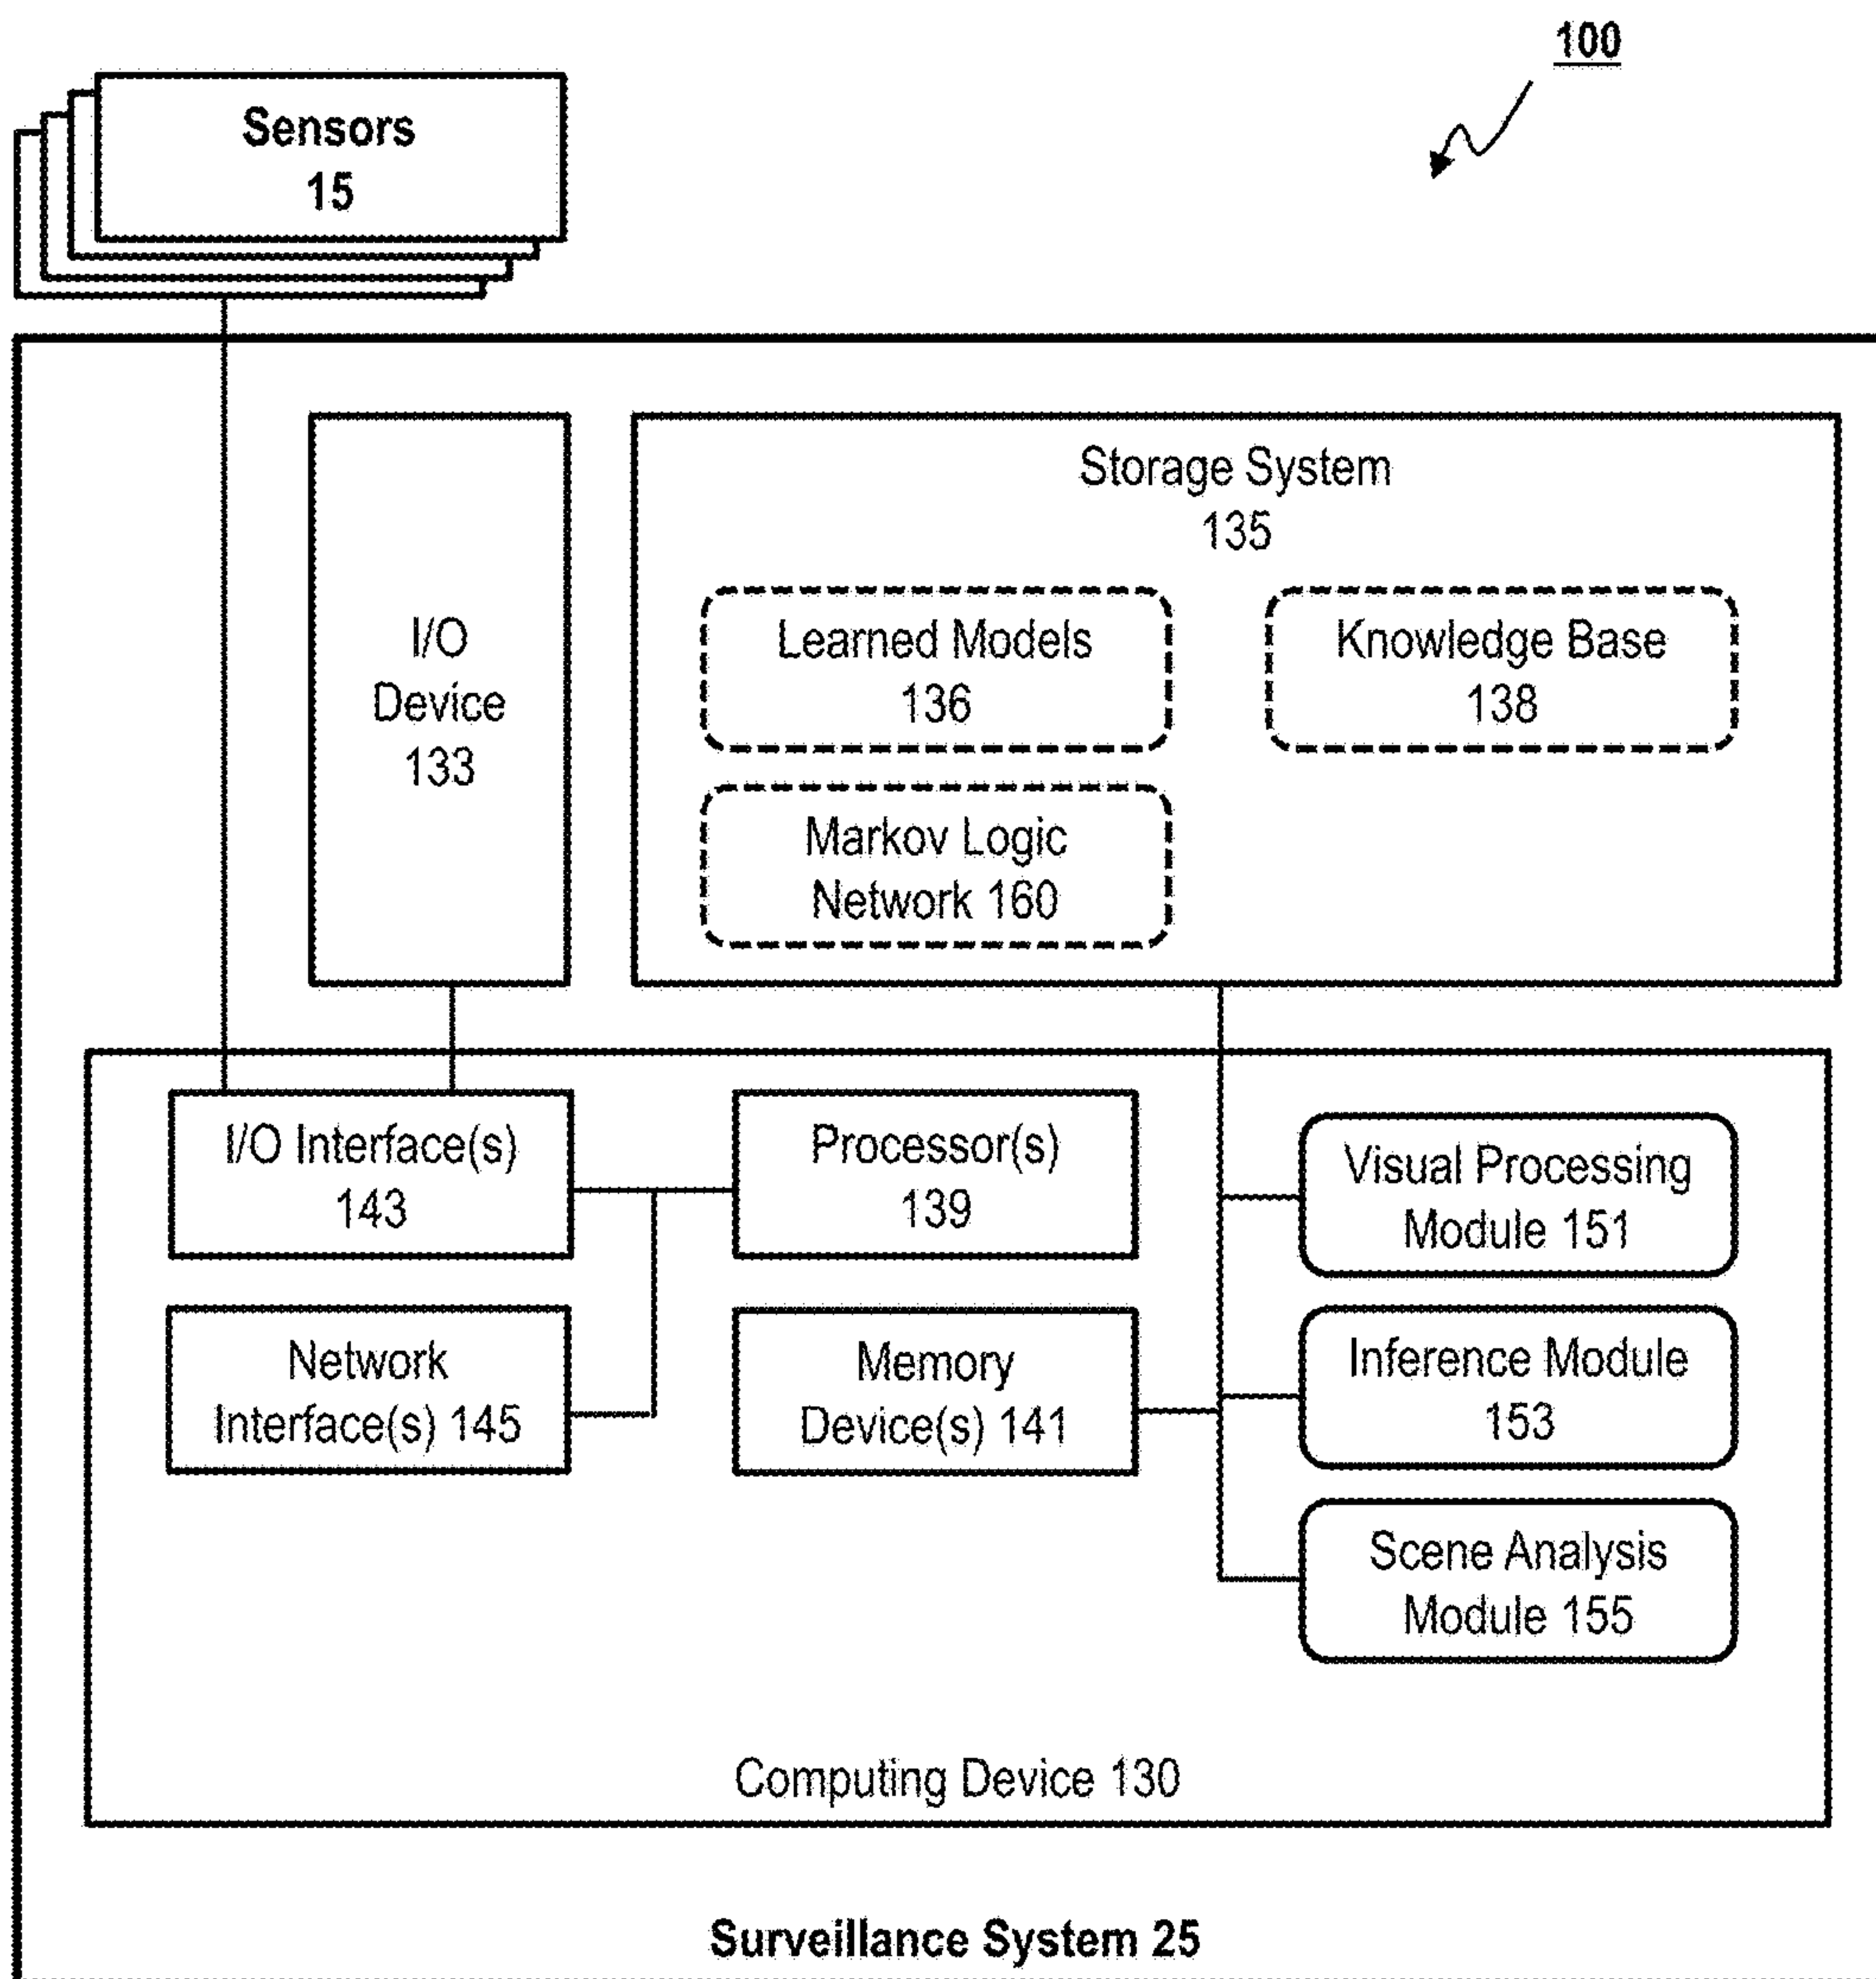 100
Sensors
15
Storage System
135
I/O
Device
133
Learned Models
136
Knowledge Base
138
Markov Logic
Network 160
I/O Interface(s)
143
Processor(s)
139
Visual Processing
Module 151
Network
Interface(s) 145
Memory
Device(s) 141
Inference Module
153
Scene Analysis
Module 155
Computing Device 130
Surveillance System 25